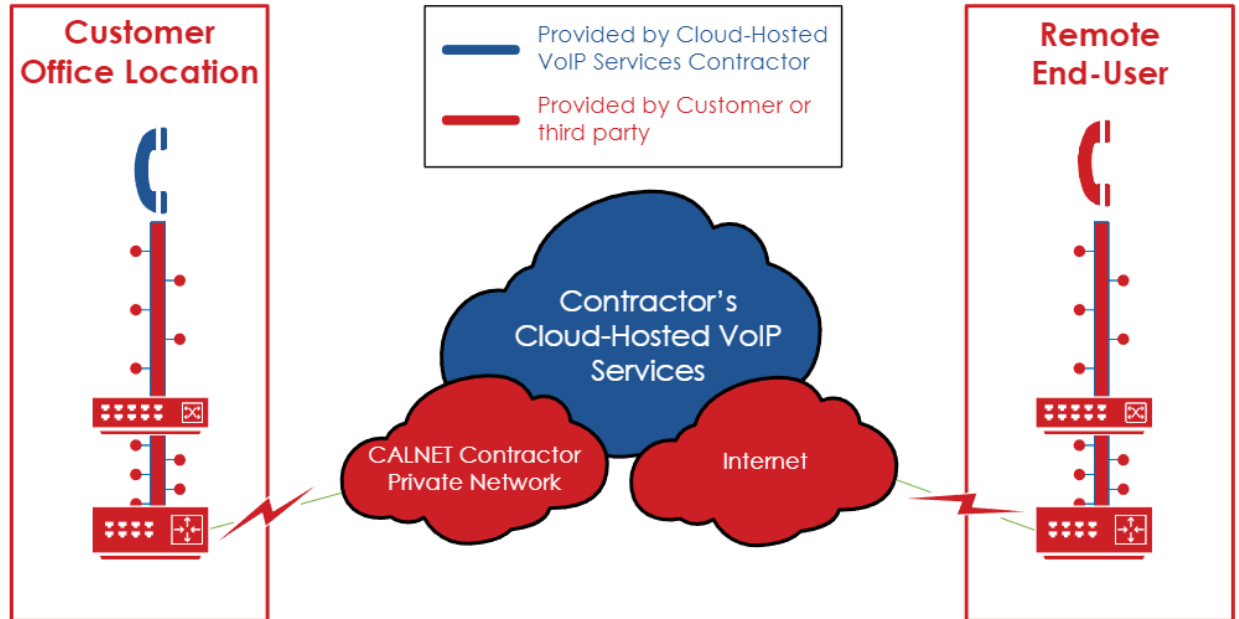 Customer
Office Location
Provided by Cloud-Hosted
VoIP Services Contractor
Provided by Customer or
third party
Remote
End-User
Contractor's
Cloud-Hosted VoIP
Services
CALNET Contractor
Private Network
Internet